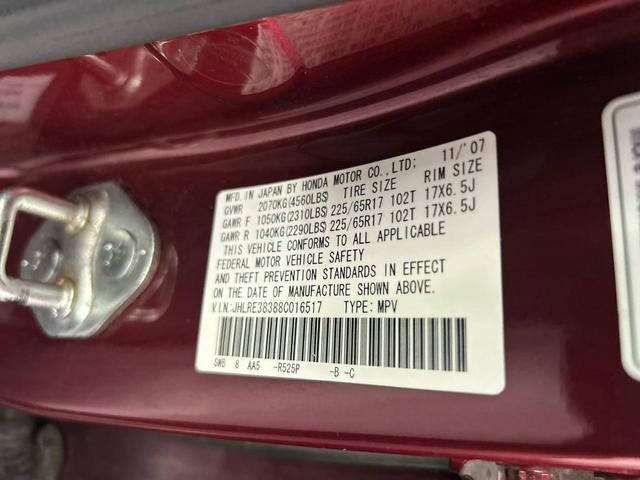 MFD. IN JAPAN BY HONDA MOTOR CO., LTD; 11/'07
GVWR 2070KG(4560LBS) TIRE SIZE RIM SIZE
GAWR F 1050KG(2310LBS) 225/65R17 102T 17X6.5J
GAWR R 1040KG(2290LBS) 225/65R17 102T 17X6.5J
THIS VEHICLE CONFORMS TO ALL APPLICABLE
FEDERAL MOTOR VEHICLE SAFETY
AND THEFT PREVENTION STANDARDS IN EFFECT
ON THE DATE OF MANUFACTURE SHOWN ABOVE.
V.I.N:JHLRE38388C016517 TYPE: MPV
SWB 8 AA5 -R525P -B -C